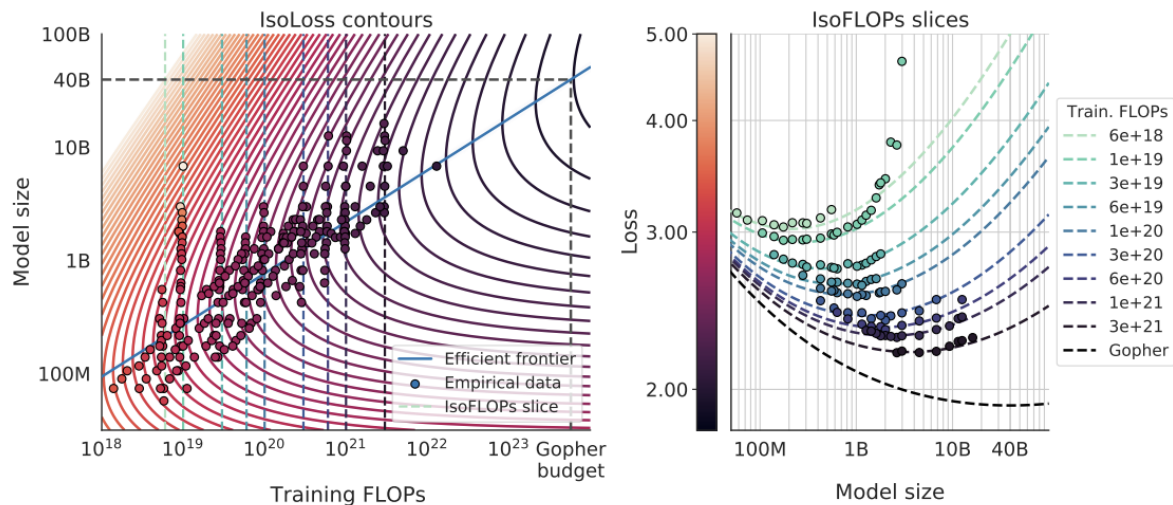 IsoLoss contours
100B
40B
10B
1B
100M
Model size
10^18
10^19
10^20
10^21
10^22
10^23
Gopher
budget
Training FLOPs
Efficient frontier
Empirical data
IsoFLOPs slice
IsoFLOPs slices
5.00
4.00
3.00
2.00
Loss
100M
1B
10B
40B
Model size
Train. FLOPs
6e+18
1e+19
3e+19
6e+19
1e+20
3e+20
6e+20
1e+21
3e+21
Gopher